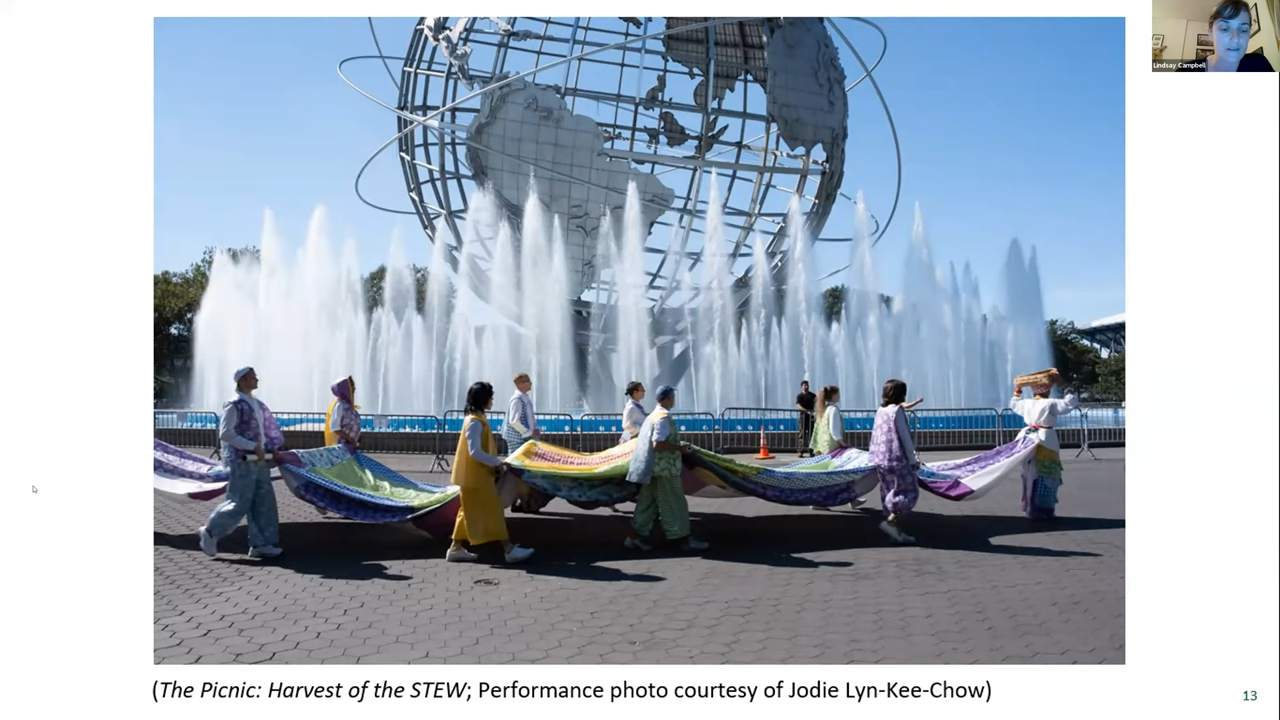 Lindsay Campbell
(The Picnic: Harvest of the STEW; Performance photo courtesy of Jodie Lyn-Kee-Chow)
13